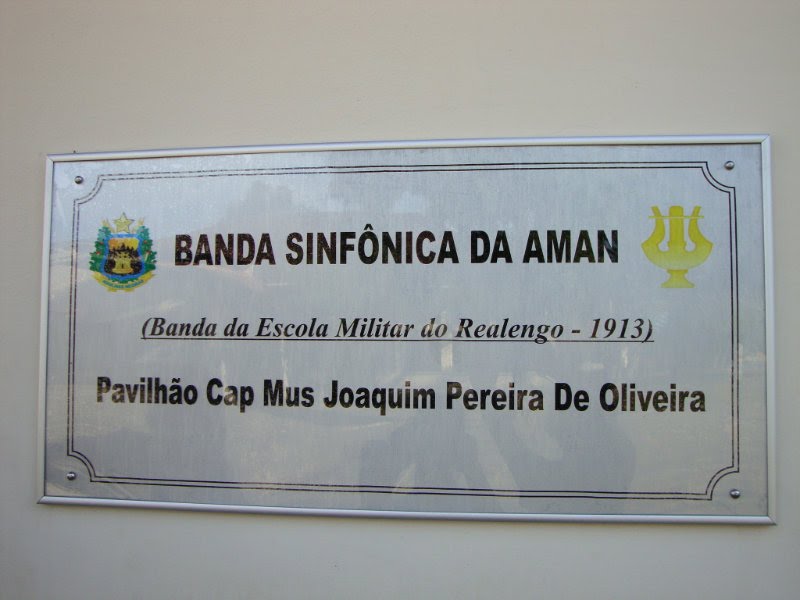 BANDA SINFÔNICA DA AMAN
(Banda da Escola Militar do Realengo - 1913)
Pavilhão Cap Mus Joaquim Pereira De Oliveira